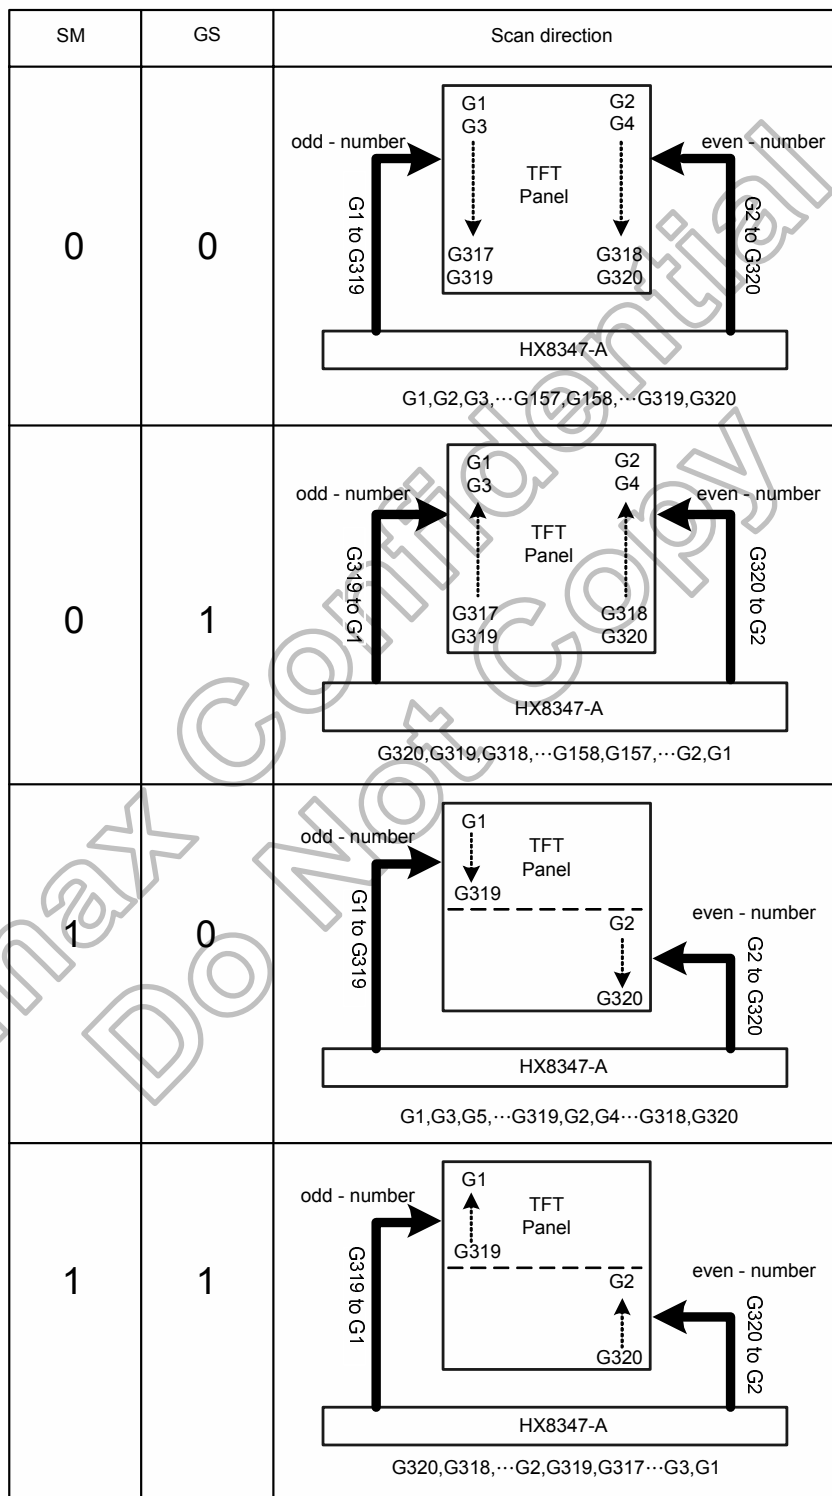 SM GS Scan direction
0 0
G1 G2
G3 G4
odd - number even - number
TFT
Panel
G1 to G319
G2 to G320
G317 G318
G319 G320
HX8347-A
G1,G2,G3,⋯G157,G158,⋯G319,G320
0 1
G1 G2
G3 G4
odd - number even - number
TFT
Panel
G319 to G1
G320 to G2
G317 G318
G319 G320
HX8347-A
G320,G319,G318,⋯G158,G157,⋯G2,G1
1 0
G1
odd - number
TFT
Panel
G1 to G319
G319
G2
even - number
G2 to G320
G320
HX8347-A
G1,G3,G5,⋯G319,G2,G4⋯G318,G320
1 1
G1
odd - number
TFT
Panel
G319 to G1
G319
G2
even - number
G320 to G2
G320
HX8347-A
G320,G318,⋯G2,G319,G317⋯G3,G1
max Confidential
Do Not Copy